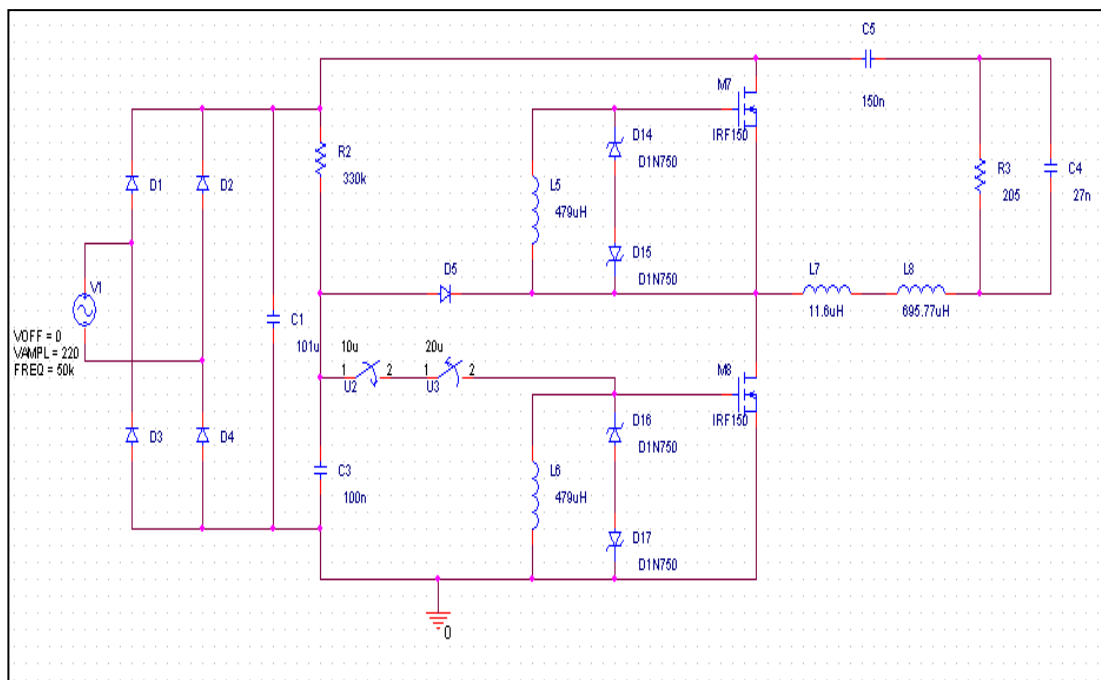 C5
150n
M7
IRF150
D14
D1N750
R2
330k
D1
D2
L5
479uH
R3
205
C4
27n
D15
D1N750
D5
L7
11.6uH
L8
695.77uH
V1
VOFF = 0
VAMPL = 220
FREQ = 50k
C1
101u
10u
1
2
U2
20u
1
2
U3
M8
IRF150
D16
D1N750
D3
D4
C3
100n
L6
479uH
D17
D1N750
0